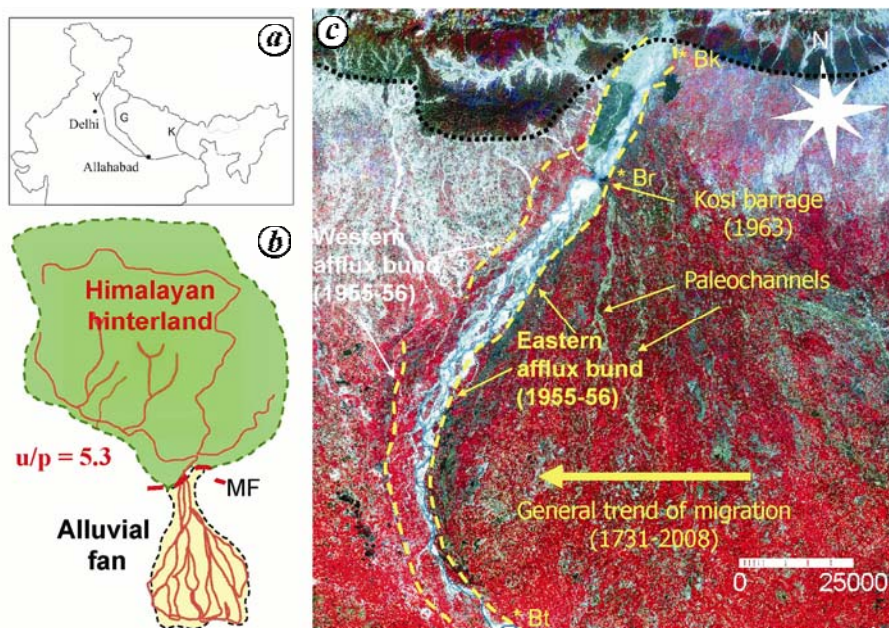 a
Y
G
Delhi
K
Allahabad
b
Himalayan
hinterland
u/p = 5.3
MF
Alluvial
fan
c
N
* Bk
* Br
Kosi barrage
(1963)
Western
afflux bund
(1955-56)
Paleochannels
Eastern
afflux bund
(1955-56)
General trend of migration
(1731-2008)
0 25000
* Bt